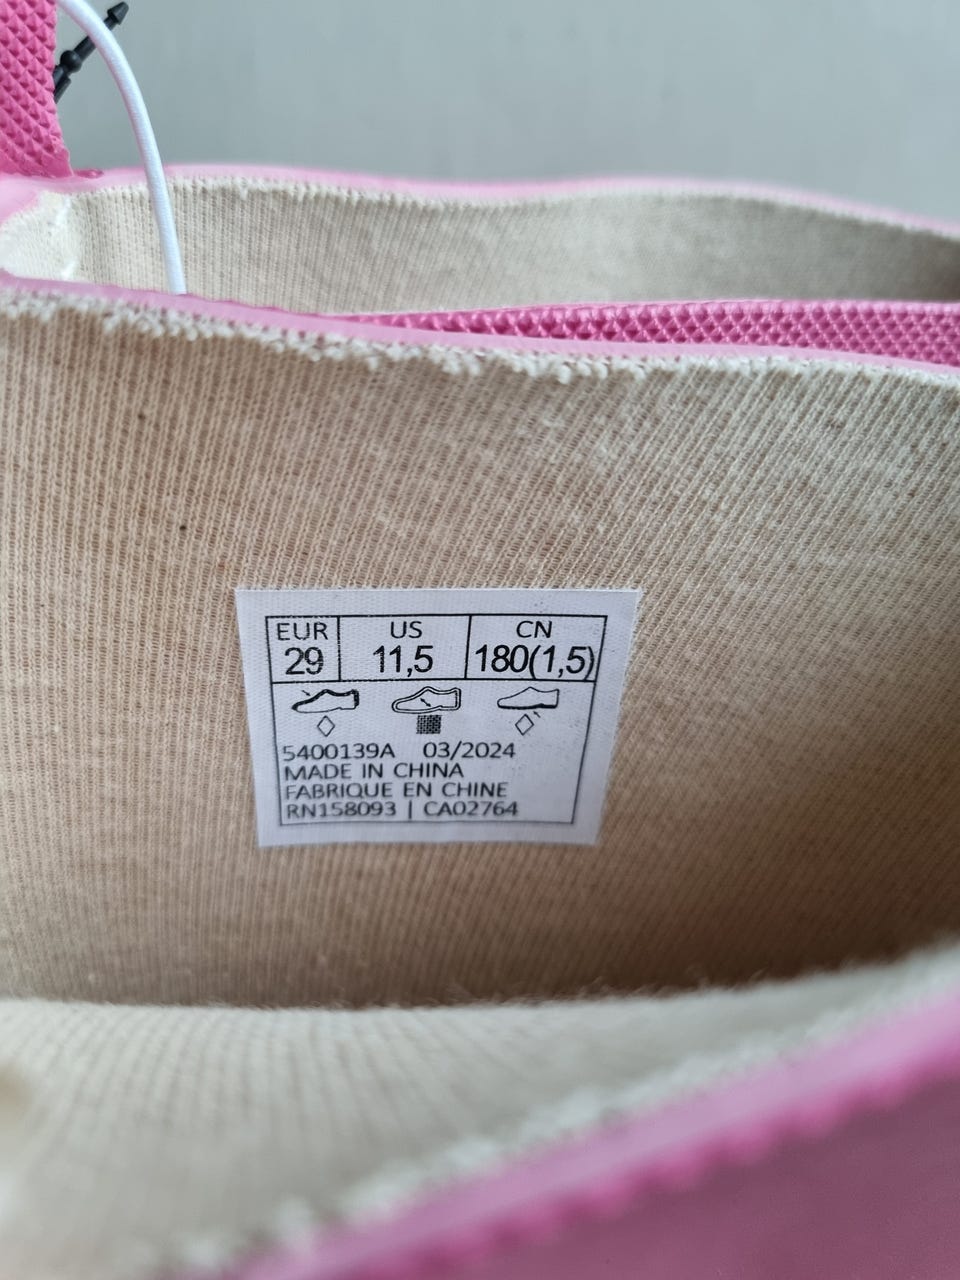 EUR US CN
29 11,5 180(1,5)
5400139A 03/2024
MADE IN CHINA
FABRIQUE EN CHINE
RN158093 | CA02764